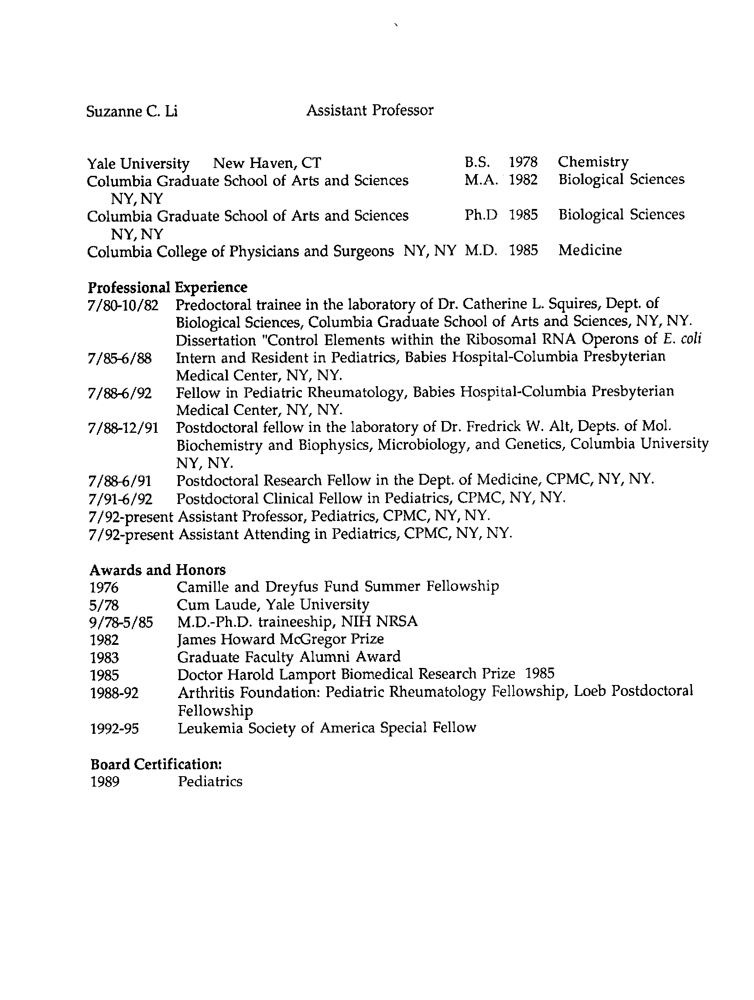 Suzanne C. Li Assistant Professor
Yale University New Haven, CT B.S. 1978 Chemistry
Columbia Graduate School of Arts and Sciences M.A. 1982 Biological Sciences
NY, NY
Columbia Graduate School of Arts and Sciences Ph.D 1985 Biological Sciences
NY, NY
Columbia College of Physicians and Surgeons NY, NY M.D. 1985 Medicine
Professional Experience
7/80-10/82 Predoctoral trainee in the laboratory of Dr. Catherine L. Squires, Dept. of
Biological Sciences, Columbia Graduate School of Arts and Sciences, NY, NY.
Dissertation "Control Elements within the Ribosomal RNA Operons of E. coli
7/85-6/88 Intern and Resident in Pediatrics, Babies Hospital-Columbia Presbyterian
Medical Center, NY, NY.
7/88-6/92 Fellow in Pediatric Rheumatology, Babies Hospital-Columbia Presbyterian
Medical Center, NY, NY.
7/88-12/91 Postdoctoral fellow in the laboratory of Dr. Fredrick W. Alt, Depts. of Mol.
Biochemistry and Biophysics, Microbiology, and Genetics, Columbia University
NY, NY.
7/88-6/91 Postdoctoral Research Fellow in the Dept. of Medicine, CPMC, NY, NY.
7/91-6/92 Postdoctoral Clinical Fellow in Pediatrics, CPMC, NY, NY.
7/92-present Assistant Professor, Pediatrics, CPMC, NY, NY.
7/92-present Assistant Attending in Pediatrics, CPMC, NY, NY.
Awards and Honors
1976 Camille and Dreyfus Fund Summer Fellowship
5/78 Cum Laude, Yale University
9/78-5/85 M.D.-Ph.D. traineeship, NIH NRSA
1982 James Howard McGregor Prize
1983 Graduate Faculty Alumni Award
1985 Doctor Harold Lamport Biomedical Research Prize 1985
1988-92 Arthritis Foundation: Pediatric Rheumatology Fellowship, Loeb Postdoctoral
Fellowship
1992-95 Leukemia Society of America Special Fellow
Board Certification:
1989 Pediatrics